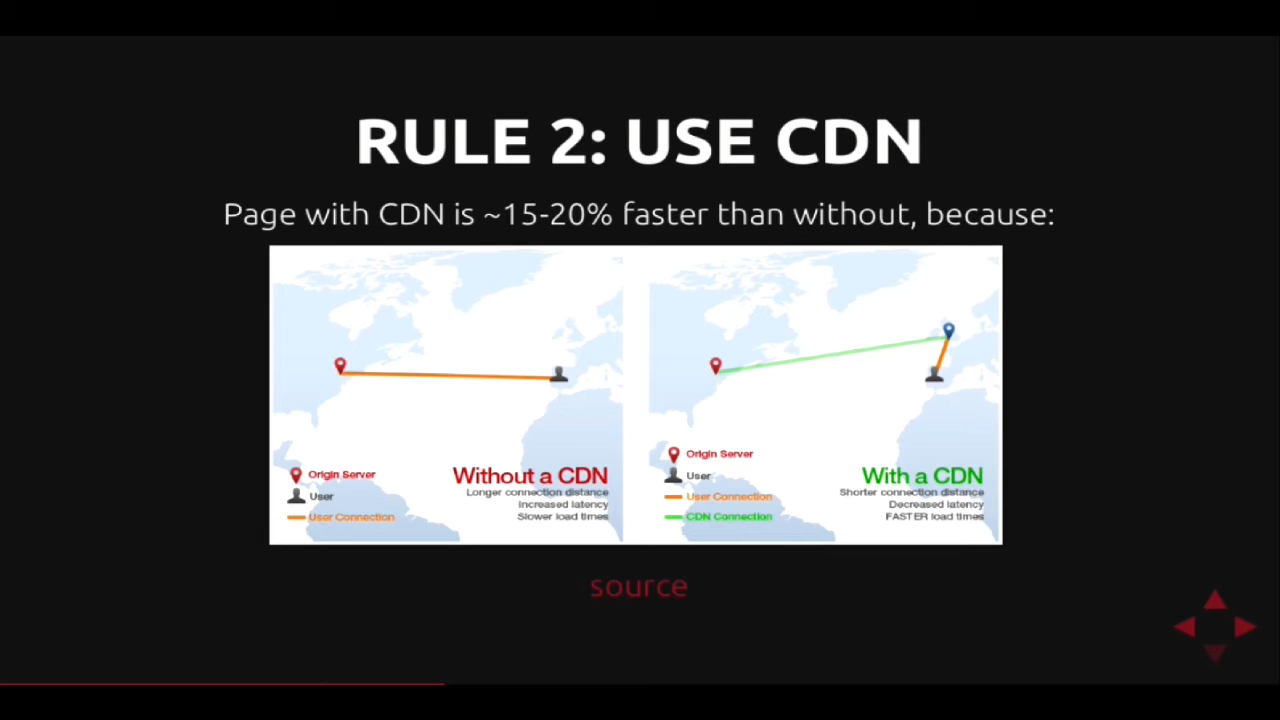 RULE 2: USE CDN
Page with CDN is ~15-20% faster than without, because:
Origin Server
User
User Connection
Without a CDN
Longer connection distance
Increased latency
Slower load times
Origin Server
User
User Connection
CDN Connection
With a CDN
Shorter connection distance
Decreased latency
FASTER load times
source